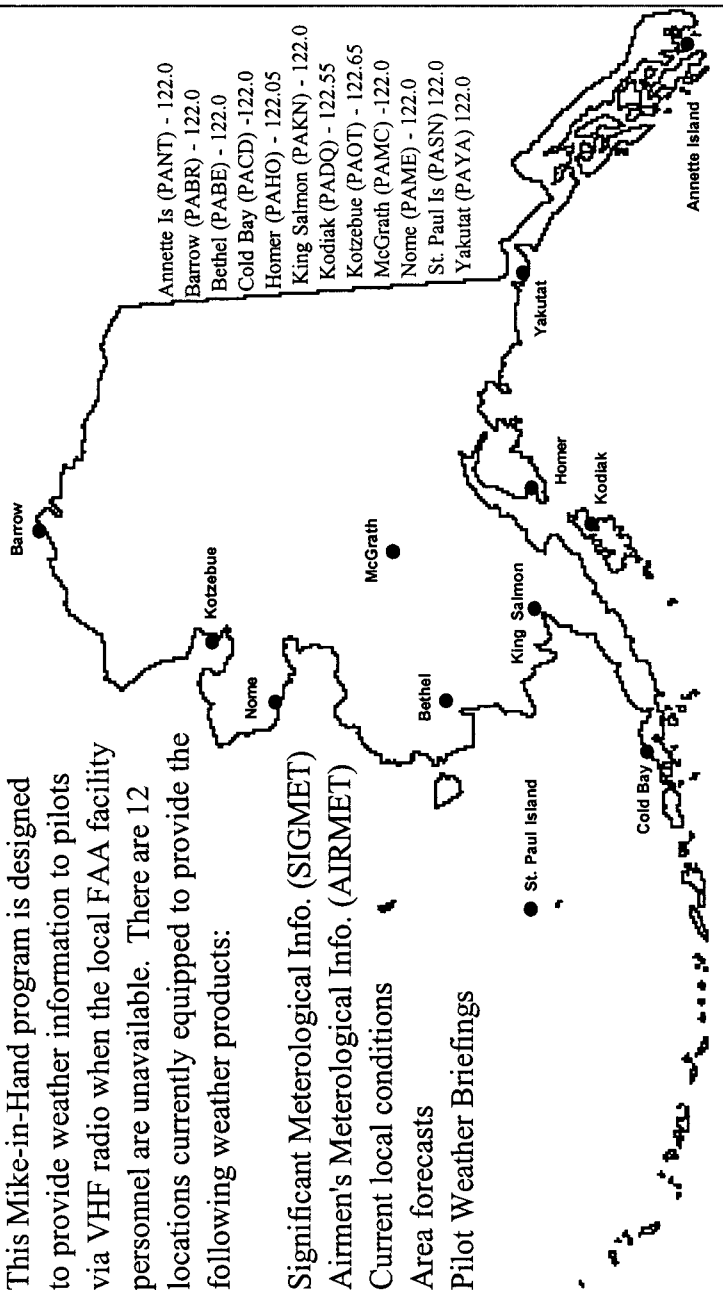 This Mike-in-Hand program is designed
to provide weather information to pilots
via VHF radio when the local FAA facility
personnel are unavailable. There are 12
locations currently equipped to provide the
following weather products:
Significant Meterological Info. (SIGMET)
Airmen's Meterological Info. (AIRMET)
Current local conditions
Area forecasts
Pilot Weather Briefings
Annette Is (PANT) - 122.0
Barrow (PABR) - 122.0
Bethel (PABE) - 122.0
Cold Bay (PACD) -122.0
Homer (PAHO) - 122.05
King Salmon (PAKN) - 122.0
Kodiak (PADQ) - 122.55
Kotzebue (PAOT) - 122.65
McGrath (PAMC) -122.0
Nome (PAME) - 122.0
St. Paul Is (PASN) 122.0
Yakutat (PAYA) 122.0
Barrow
Kotzebue
Nome
McGrath
Bethel
St. Paul Island
King Salmon
Homer
Kodiak
Cold Bay
Yakutat
Annette Island